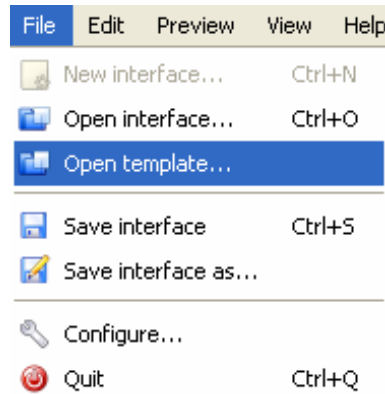 File Edit Preview View Help
New interface... Ctrl+N
Open interface... Ctrl+O
Open template...
Save interface Ctrl+S
Save interface as...
Configure...
Quit Ctrl+Q